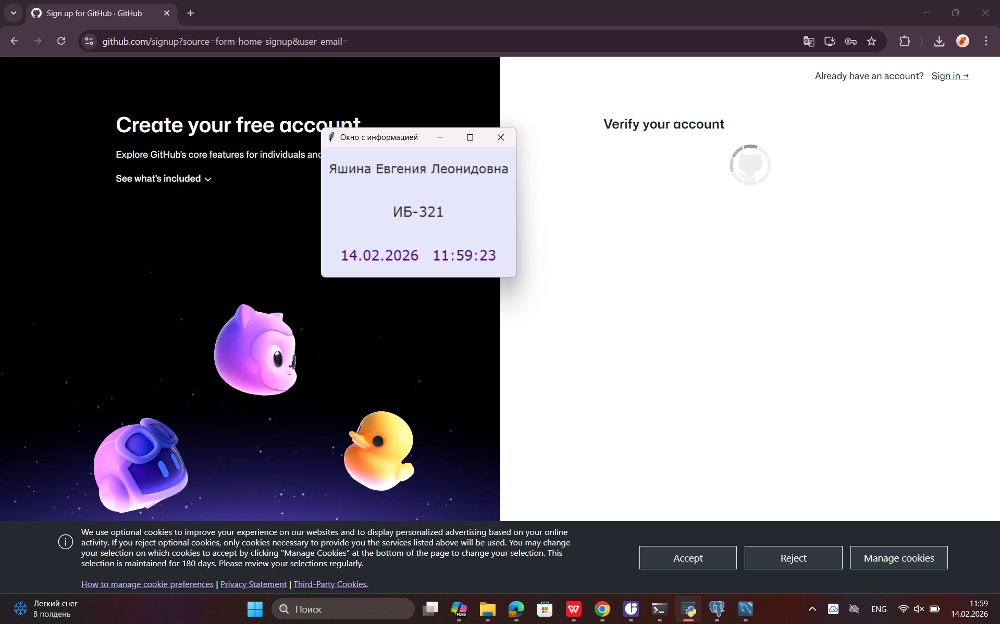 Sign up for GitHub · GitHub
github.com/signup?source=form-home-signup&user_email=
Already have an account? Sign in →
Create your free account
Explore GitHub's core features for individuals and
See what's included
Verify your account
Окно с информацией
Яшина Евгения Леонидовна
ИБ-321
14.02.2026 11:59:23
We use optional cookies to improve your experience on our websites and to display personalized advertising based on your online
activity. If you reject optional cookies, only cookies necessary to provide you the services listed above will be used. You may change
your selection on which cookies to accept by clicking "Manage Cookies" at the bottom of the page to change your selection. This
selection is maintained for 180 days. Please review your selections regularly.
How to manage cookie preferences | Privacy Statement | Third-Party Cookies.
Accept
Reject
Manage cookies
Легкий снег
В полдень
Поиск
M365
ENG
11:59
14.02.2026